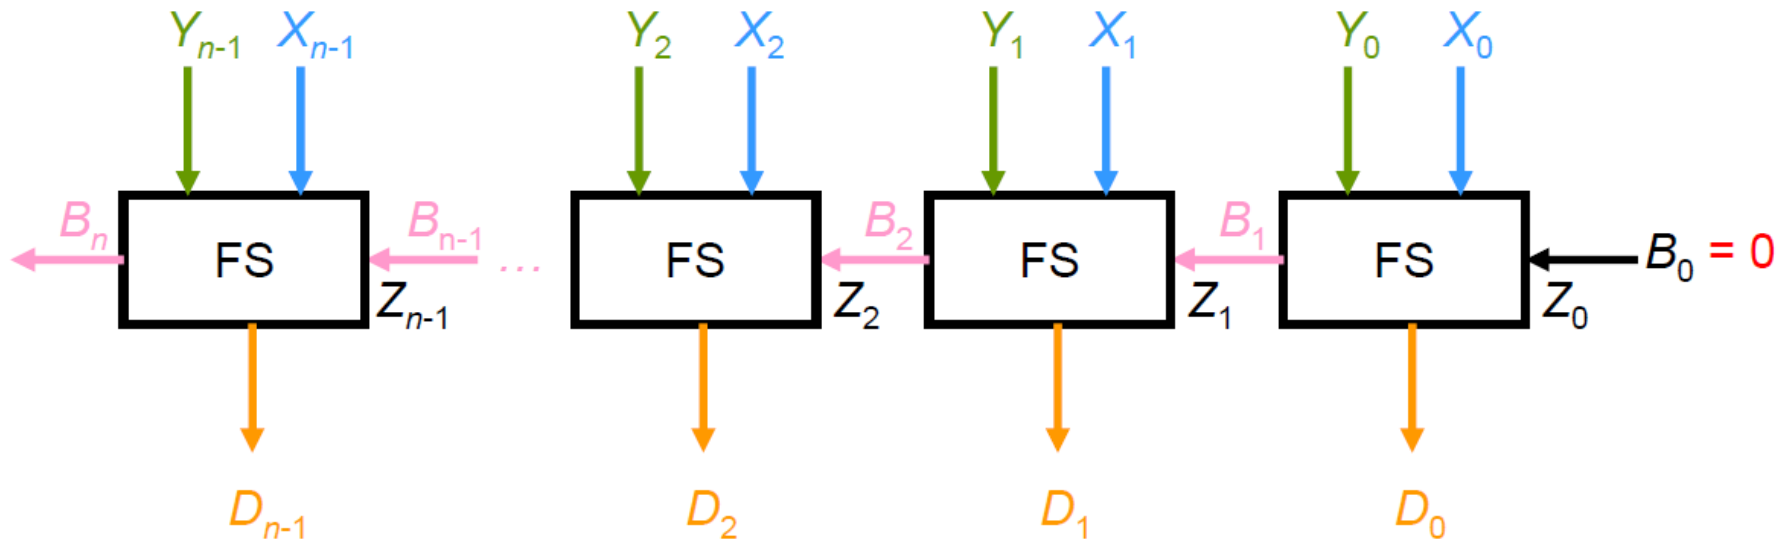 Yn-1 Xn-1 Y2 X2 Y1 X1 Y0 X0
Bn FS Bn-1 ... FS B2 FS B1 FS B0 = 0
Zn-1 Z2 Z1 Z0
Dn-1 D2 D1 D0